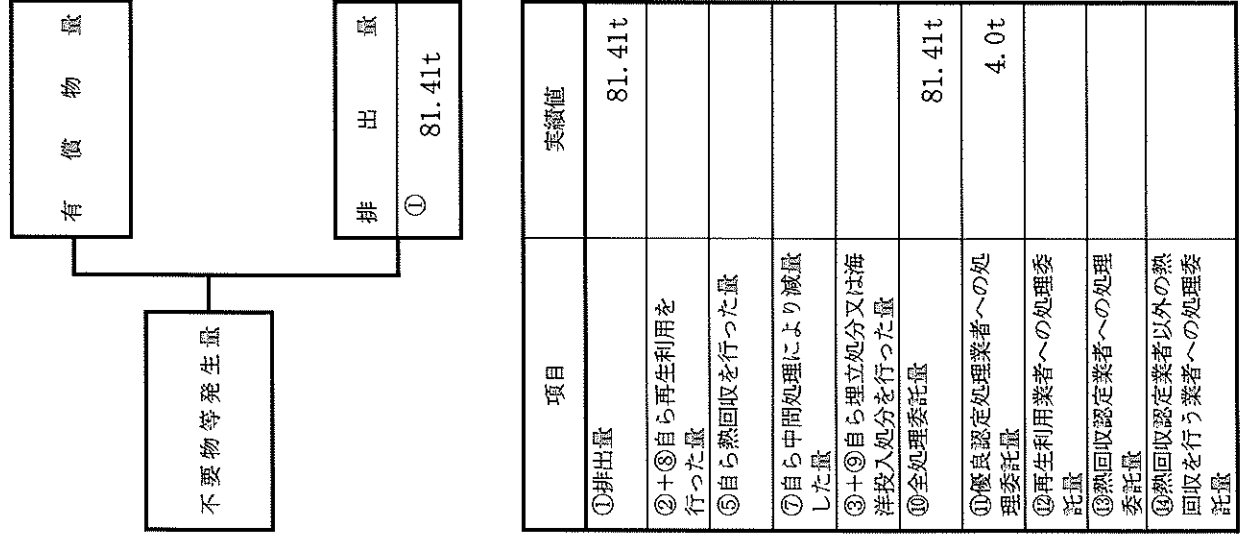 不要物等発生量
有償物量
排出量
① 81.41t
項目 実績値
①排出量 81.41t
②+⑧自ら再生利用を
行った量
⑤自ら熱回収を行った量
⑦自ら中間処理により減量
した量
③+⑨自ら埋立処分又は海
洋投入処分を行った量
⑩全処理委託量 81.41t
⑪優良認定処理業者への処
理委託量 4.0t
⑫再生利用業者への処理委
託量
⑬熱回収認定業者への処理
委託量
⑭熱回収認定業者以外の熱
回収を行う業者への処理委
託量